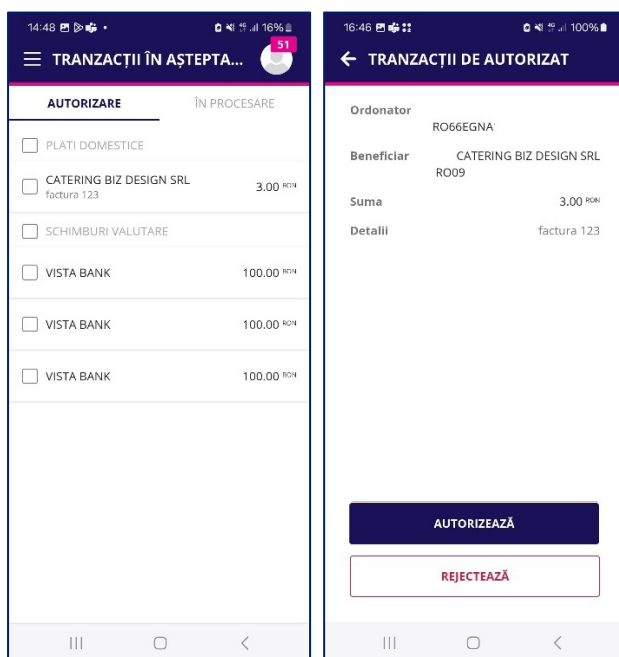 14:48
16%
51
TRANZACȚII ÎN AȘTEPTA...
AUTORIZARE
ÎN PROCESARE
PLATI DOMESTICE
CATERING BIZ DESIGN SRL
3.00 RON
factura 123
SCHIMBURI VALUTARE
VISTA BANK
100.00 RON
VISTA BANK
100.00 RON
VISTA BANK
100.00 RON
16:46
100%
TRANZACȚII DE AUTORIZAT
Ordonator
RO66EGNA
Beneficiar
CATERING BIZ DESIGN SRL
RO09
Suma
3.00 RON
Detalii
factura 123
AUTORIZEAZĂ
REJECTEAZĂ